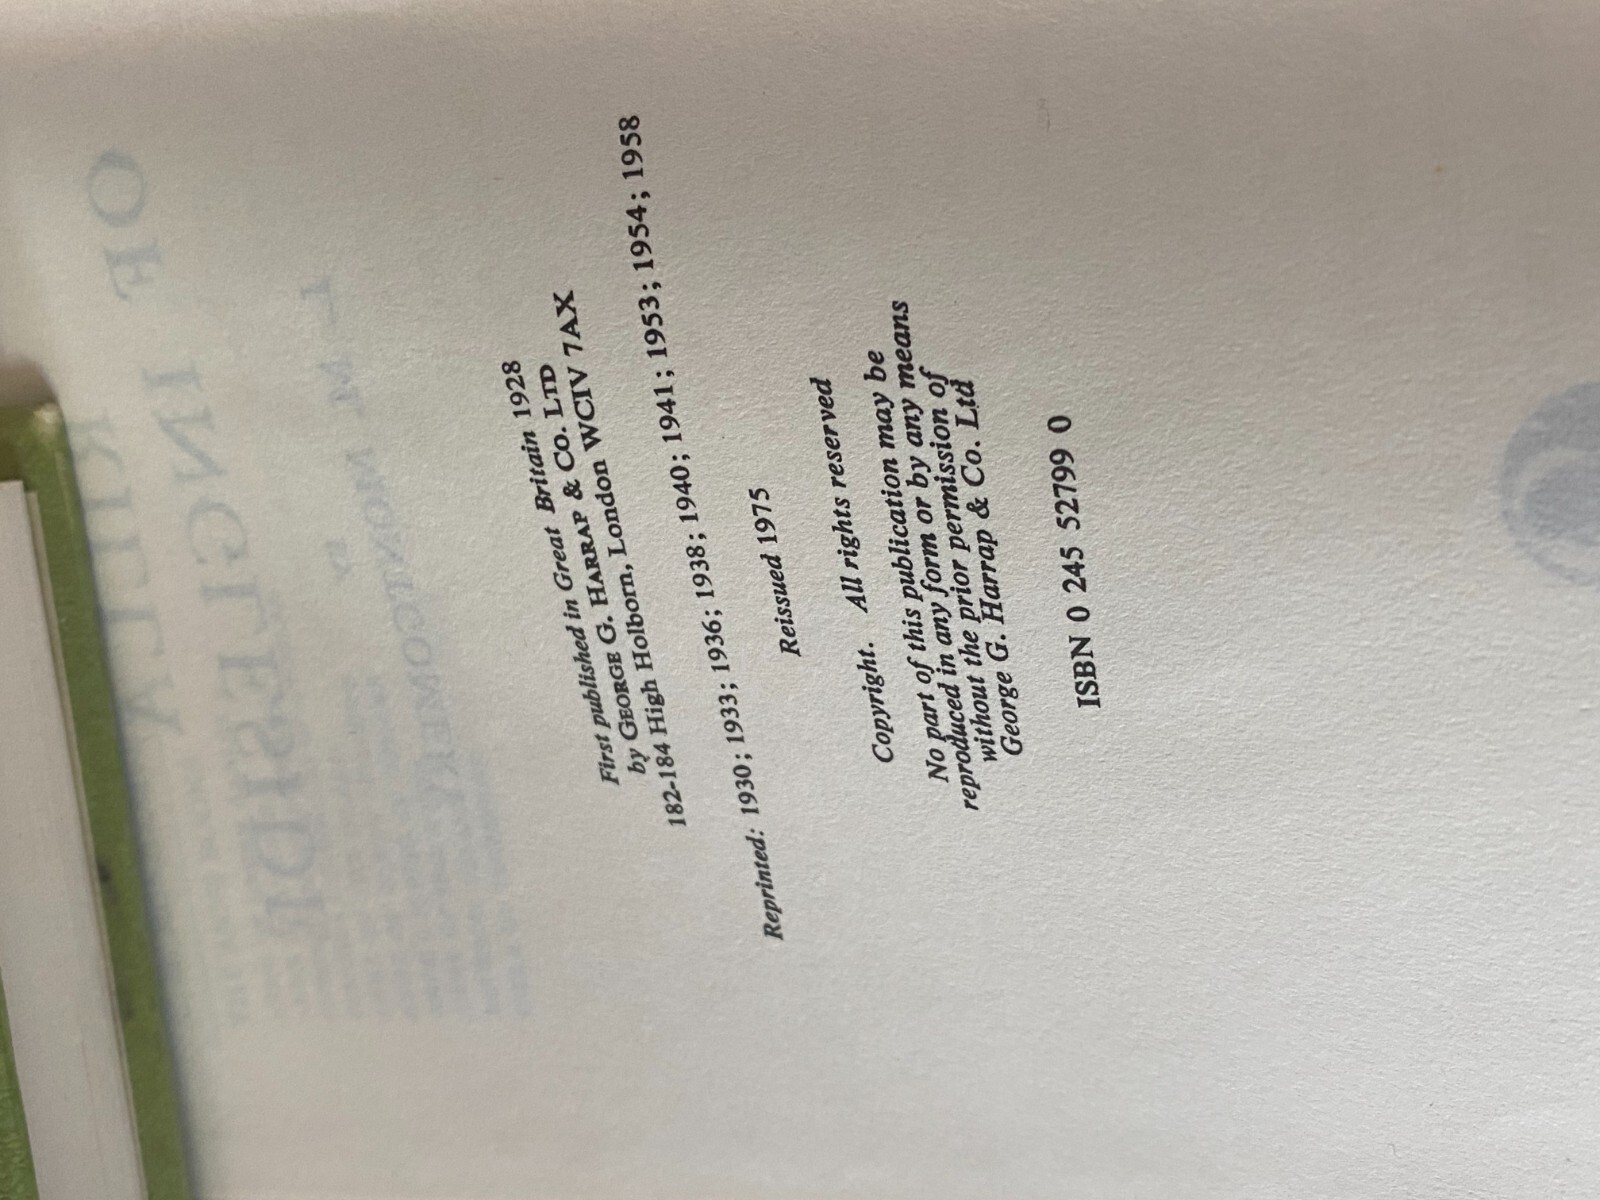 First published in Great Britain 1928
by GEORGE G. HARRAP & CO. LTD
182-184 High Holborn, London WCIV 7AX
Reprinted: 1930; 1933; 1936; 1938; 1940; 1941; 1953; 1954; 1958
Reissued 1975
Copyright. All rights reserved
No part of this publication may be
reproduced in any form or by any means
without the prior permission of
George G. Harrap & Co. Ltd
ISBN 0 245 52799 0